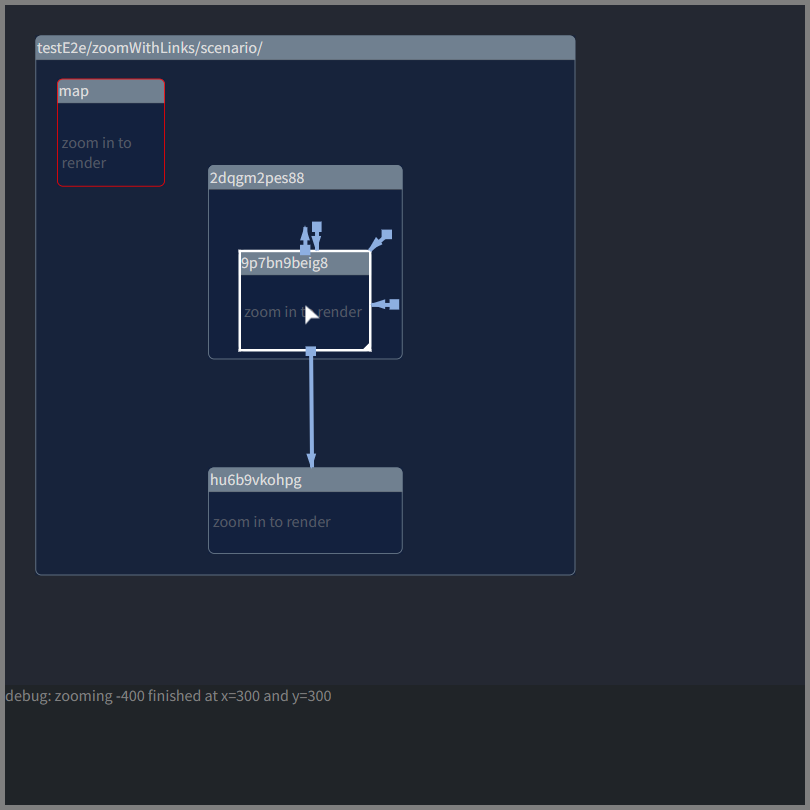 testE2e/zoomWithLinks/scenario/
map
zoom in to
render
2dqgm2pes88
9p7bn9beig8
zoom in to render
hu6b9vkohpg
zoom in to render
debug: zooming -400 finished at x=300 and y=300